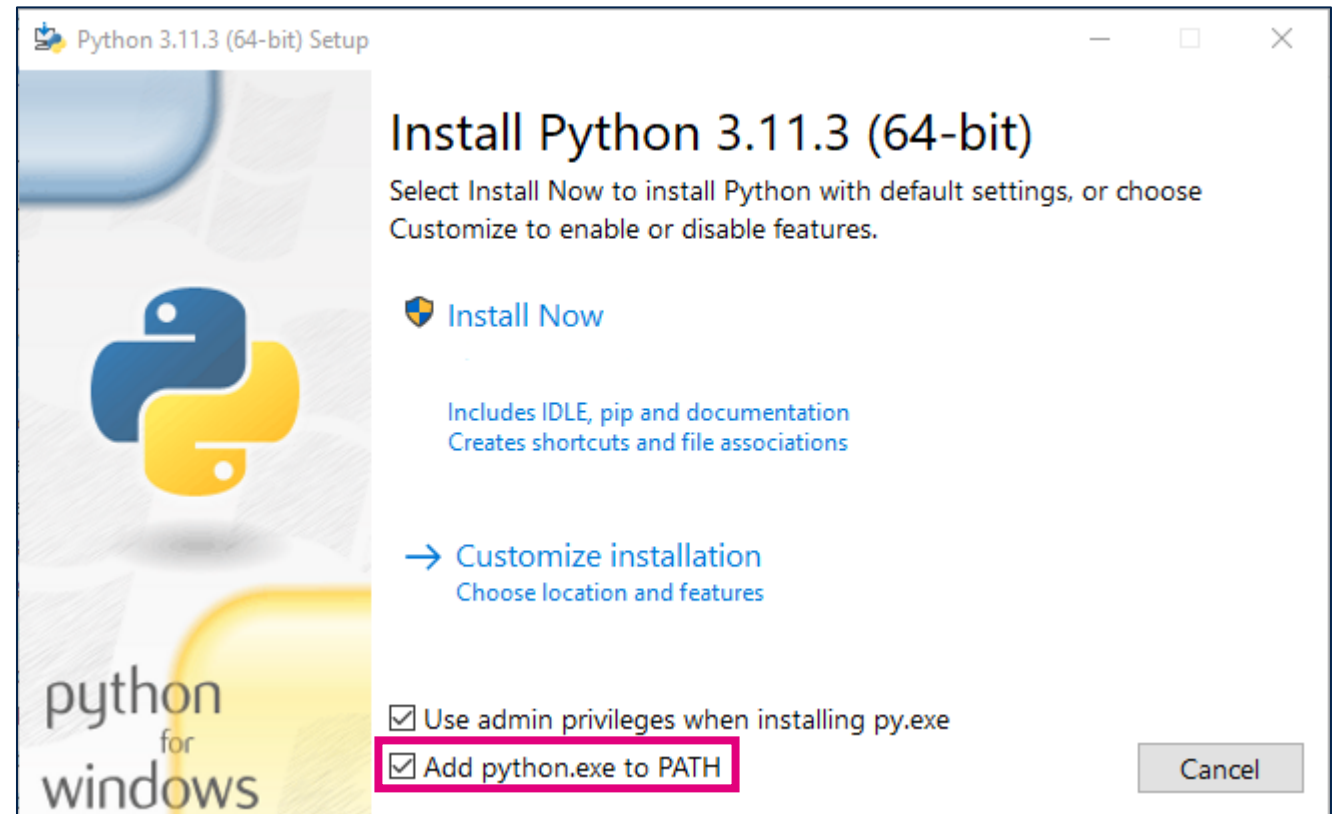 Python 3.11.3 (64-bit) Setup
Install Python 3.11.3 (64-bit)
Select Install Now to install Python with default settings, or choose
Customize to enable or disable features.
Install Now
Includes IDLE, pip and documentation
Creates shortcuts and file associations
Customize installation
Choose location and features
python
for
windows
Use admin privileges when installing py.exe
Add python.exe to PATH
Cancel